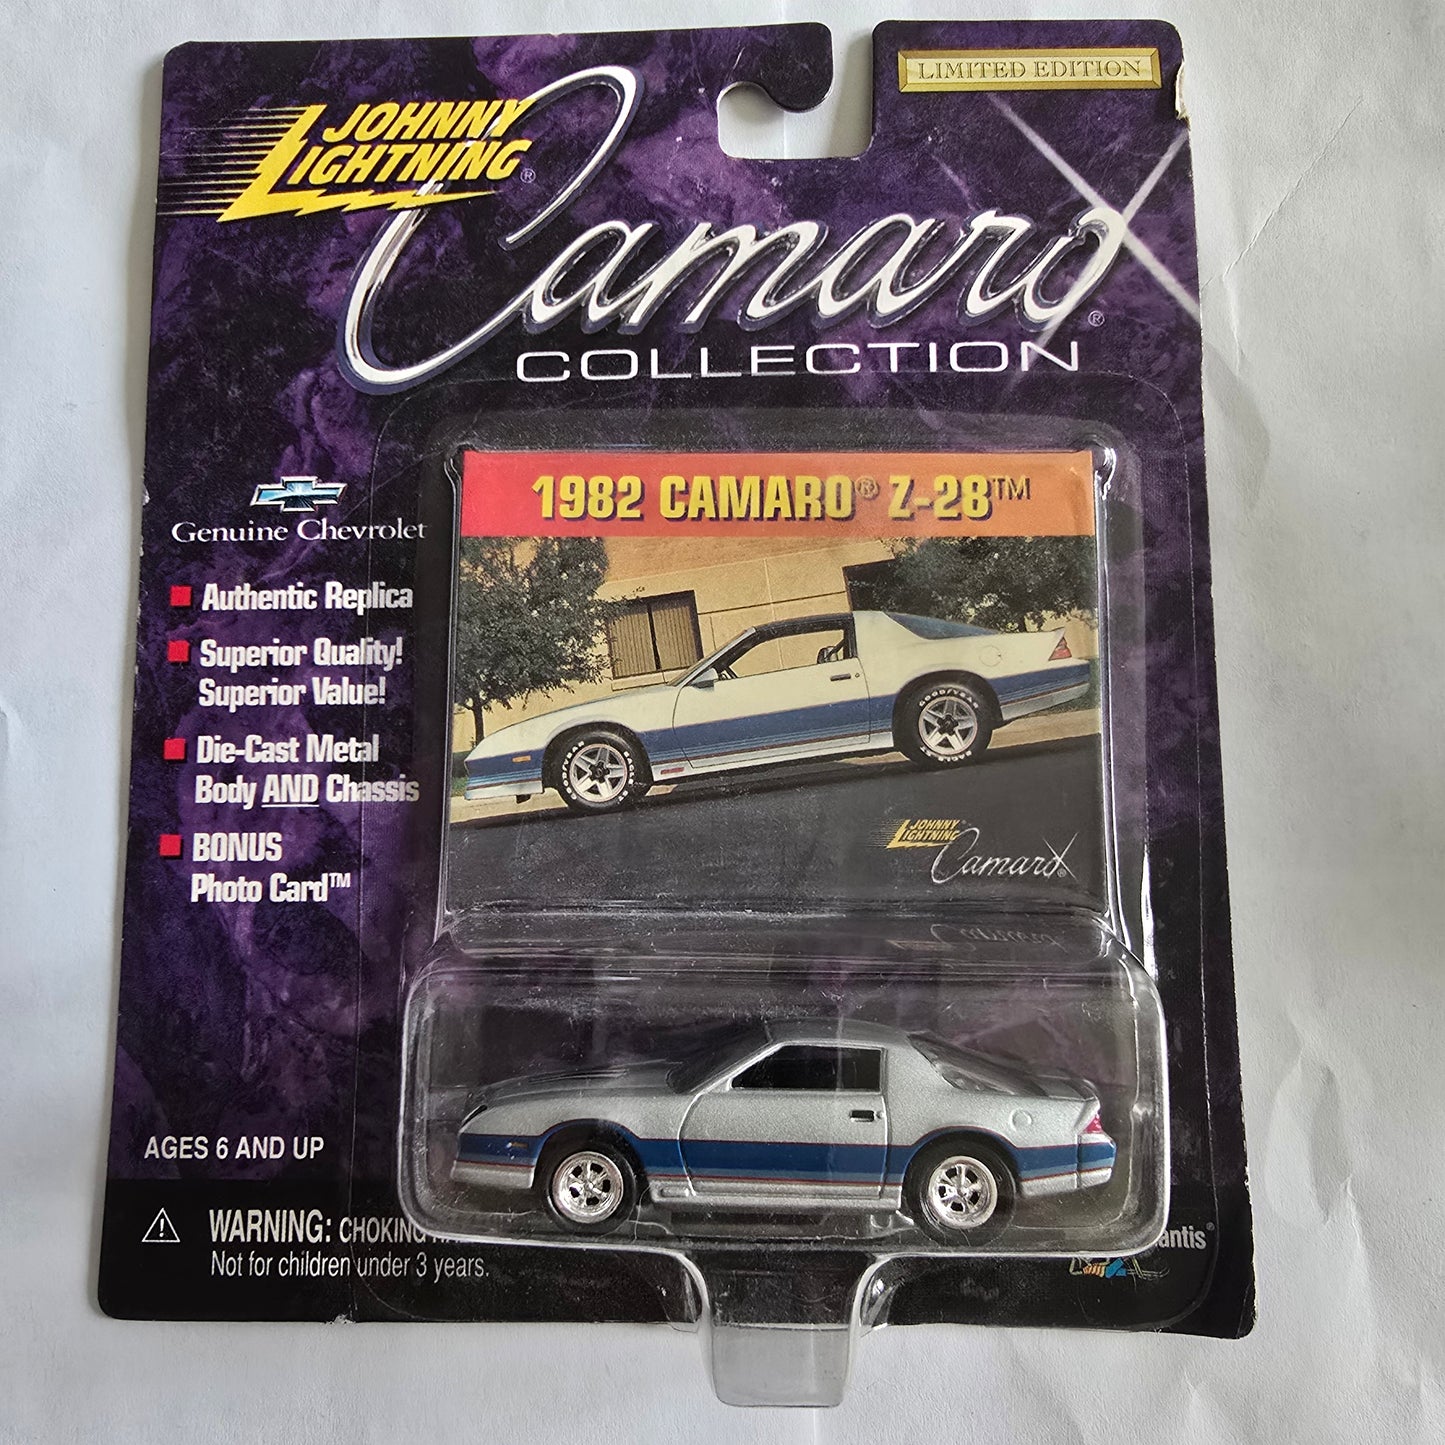 LIMITED EDITION
JOHNNY
LIGHTNING®
Camaro®
COLLECTION
1982 CAMARO® Z-28™
Genuine Chevrolet
Authentic Replica
Superior Quality!
Superior Value!
Die-Cast Metal
Body AND Chassis
BONUS
Photo Card™
JOHNNY
LIGHTNING®
Camaro®
AGES 6 AND UP
WARNING: CHOKING
Not for children under 3 years.
antis®